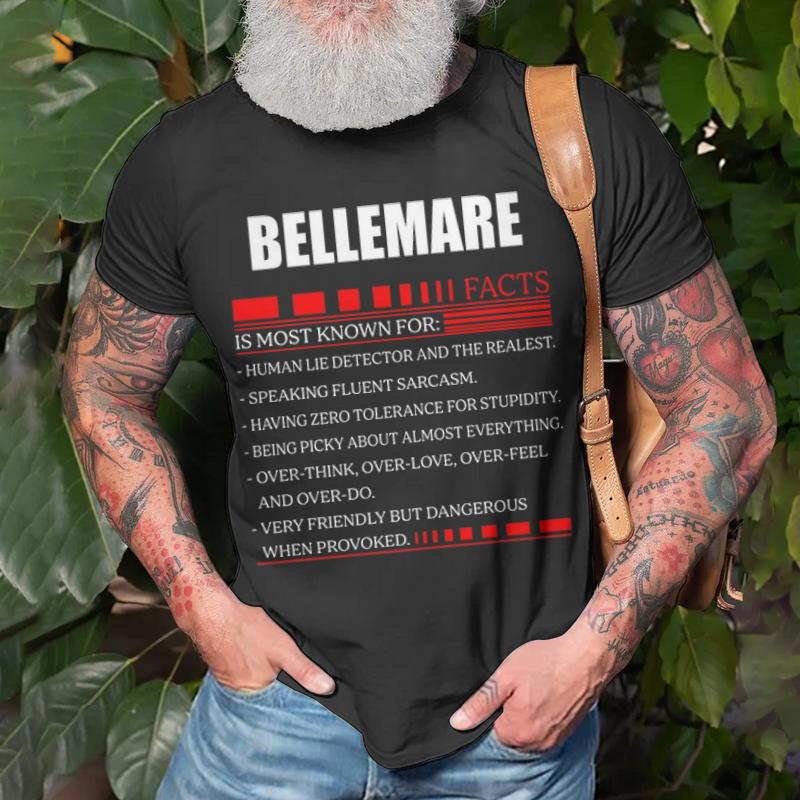 BELLEMARE
FACTS
IS MOST KNOWN FOR:
- HUMAN LIE DETECTOR AND THE REALEST.
- SPEAKING FLUENT SARCASM.
- HAVING ZERO TOLERANCE FOR STUPIDITY.
- BEING PICKY ABOUT ALMOST EVERYTHING.
- OVER-THINK, OVER-LOVE, OVER-FEEL
AND OVER-DO.
- VERY FRIENDLY BUT DANGEROUS
WHEN PROVOKED.
Estuardo